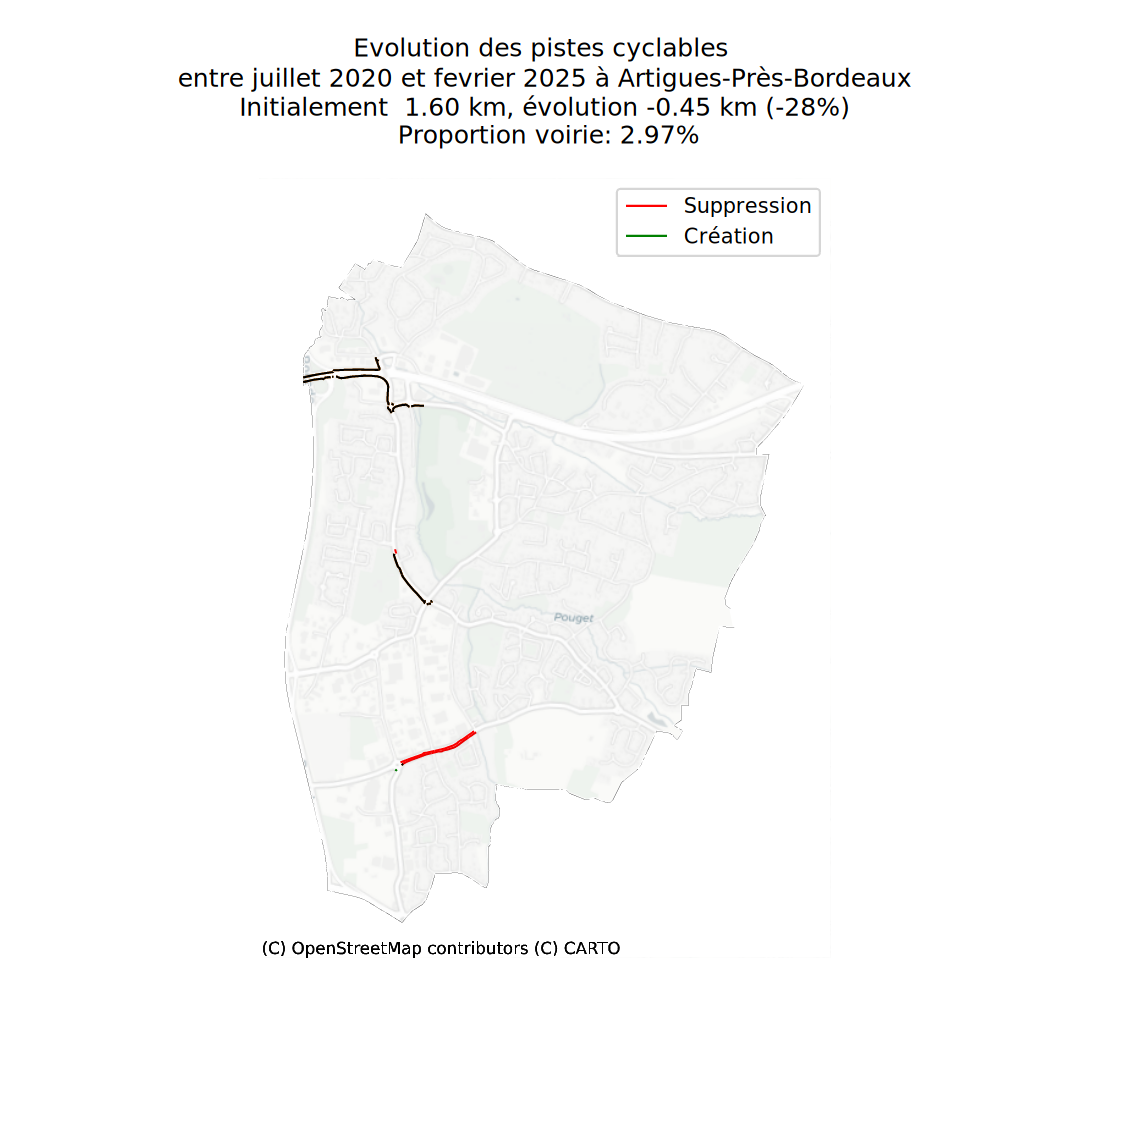 Evolution des pistes cyclables
entre juillet 2020 et fevrier 2025 à Artigues-Près-Bordeaux
Initialement  1.60 km, évolution -0.45 km (-28%)
Proportion voirie: 2.97%
Suppression
Création
Pouget
(C) OpenStreetMap contributors (C) CARTO